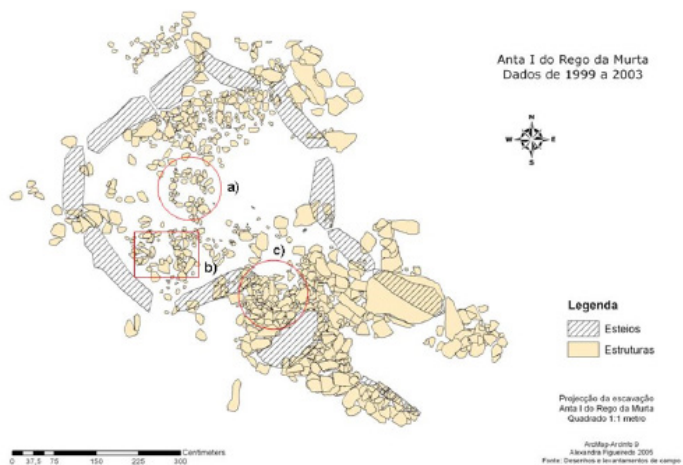 Anta I do Rego da Murta
Dados de 1999 a 2003
N
W E
S
a)
b)
c)
Legenda
Esteios
Estruturas
Projecção da escavação
Anta I do Rego da Murta
Quadrado 1:1 metro
ArcMap-ArcInfo 9
Alexandra Figueiredo 2005
Fonte: Desenhos e levantamentos de campo
Centimeters
0 37,5 75 150 225 300